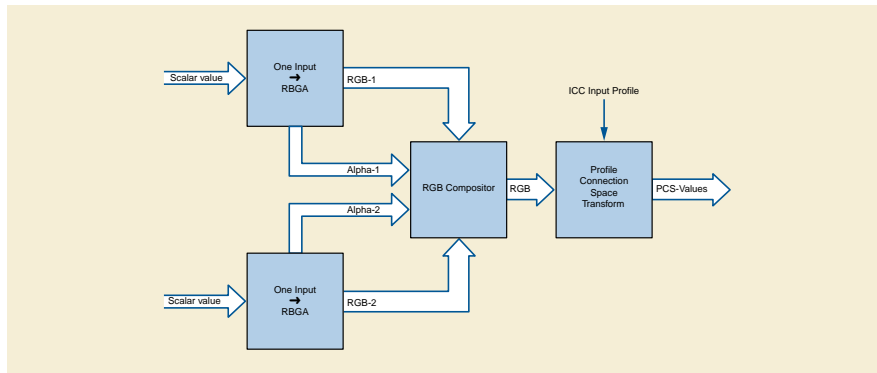 Scalar value
One Input
➔
RBGA
RGB-1
Alpha-1
ICC Input Profile
RGB Compositor
RGB
Profile
Connection
Space
Transform
PCS-Values
Alpha-2
Scalar value
One Input
➔
RBGA
RGB-2